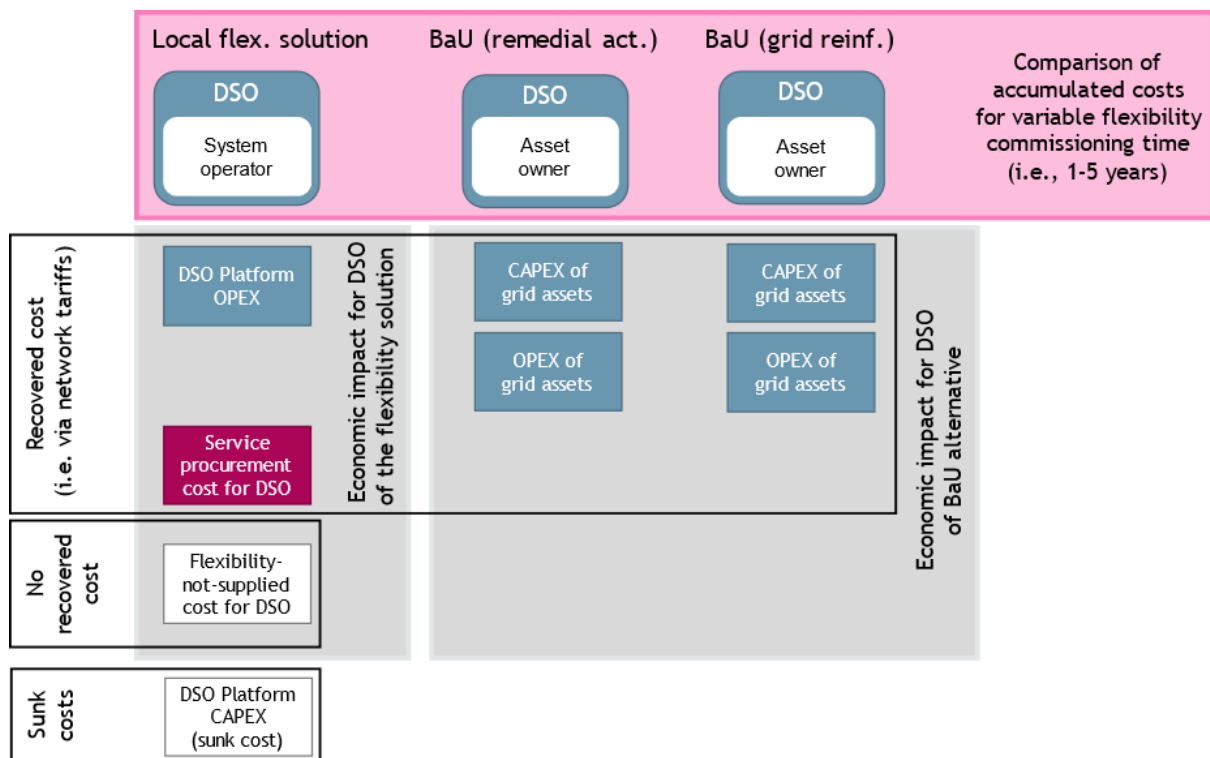 Local flex. solution
BaU (remedial act.)
BaU (grid reinf.)
DSO
System
operator
DSO
Asset
owner
DSO
Asset
owner
Comparison of
accumulated costs
for variable flexibility
commissioning time
(i.e., 1-5 years)
Recovered cost
(i.e. via network tariffs)
DSO Platform
OPEX
Service
procurement
cost for DSO
Economic impact for DSO
of the flexibility solution
CAPEX of
grid assets
OPEX of
grid assets
CAPEX of
grid assets
OPEX of
grid assets
Economic impact for DSO
of BaU alternative
No
recovered
cost
Flexibility-
not-supplied
cost for DSO
Sunk
costs
DSO Platform
CAPEX
(sunk cost)